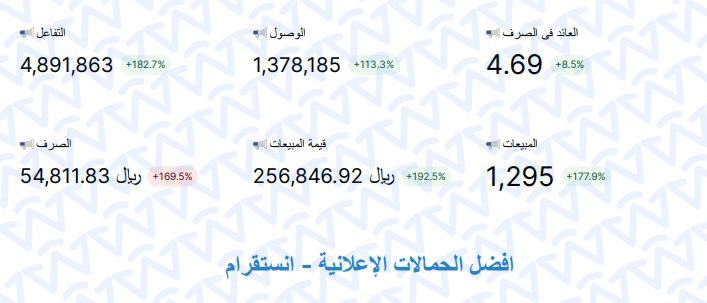 العائد في الصرف الوصول التفاعل
4.69 +8.5% 1,378,185 +113.3% 4,891,863 +182.7%
المبيعات قيمة المبيعات الصرف
1,295 +177.9% 256,846.92 ريال +192.5% 54,811.83 ريال +169.5%
افضل الحمالات الإعلانية - انستقرام